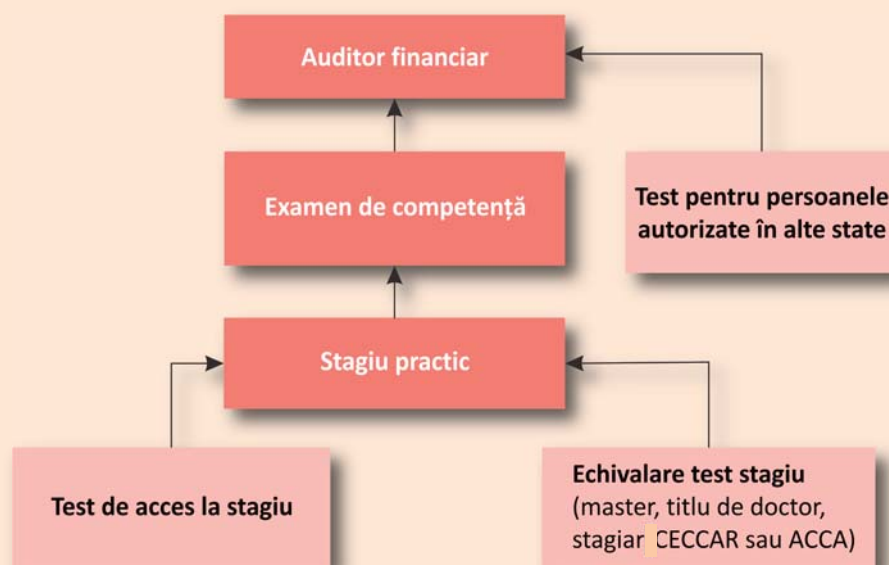 Auditor financiar
Examen de competență
Test pentru persoanele
autorizate în alte state
Stagiu practic
Test de acces la stagiu
Echivalare test stagiu
(master, titlu de doctor,
stagiar CECCAR sau ACCA)